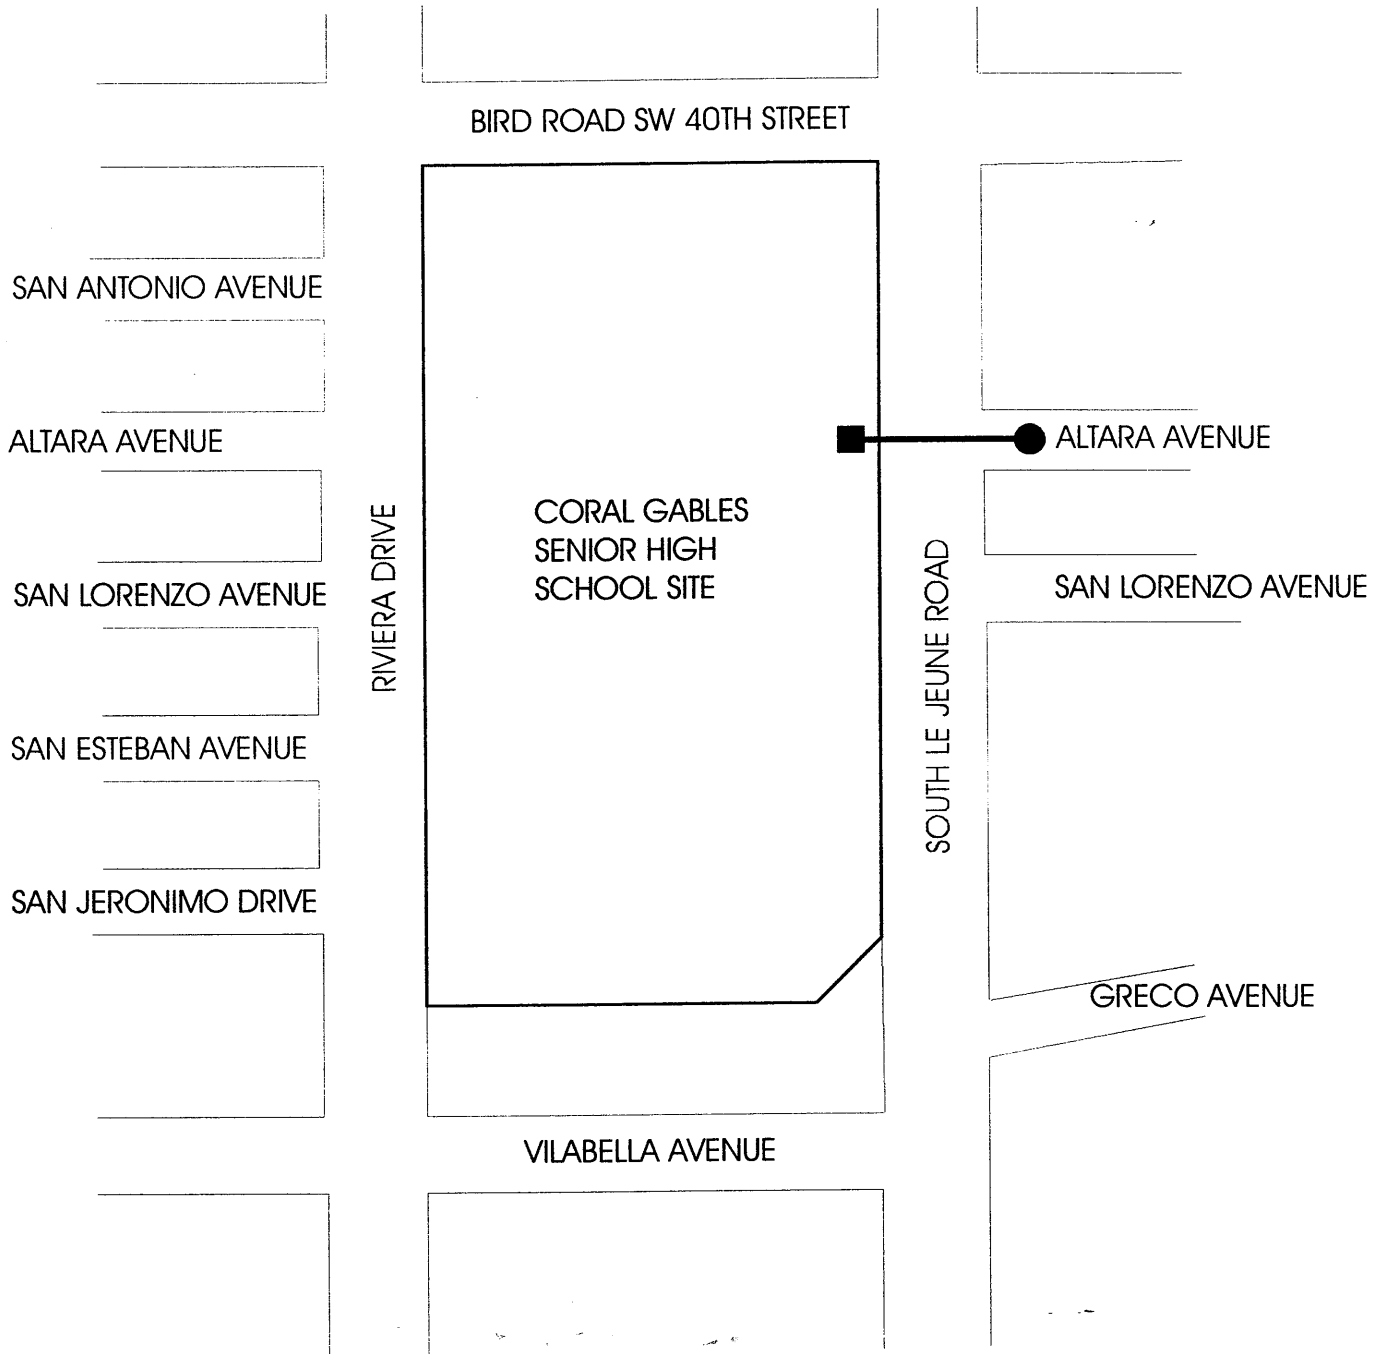 BIRD ROAD SW 40TH STREET
SAN ANTONIO AVENUE
ALTARA AVENUE
ALTARA AVENUE
CORAL GABLES
SENIOR HIGH
SCHOOL SITE
RIVIERA DRIVE
SOUTH LE JEUNE ROAD
SAN LORENZO AVENUE
SAN LORENZO AVENUE
SAN ESTEBAN AVENUE
SAN JERONIMO DRIVE
GRECO AVENUE
VILABELLA AVENUE